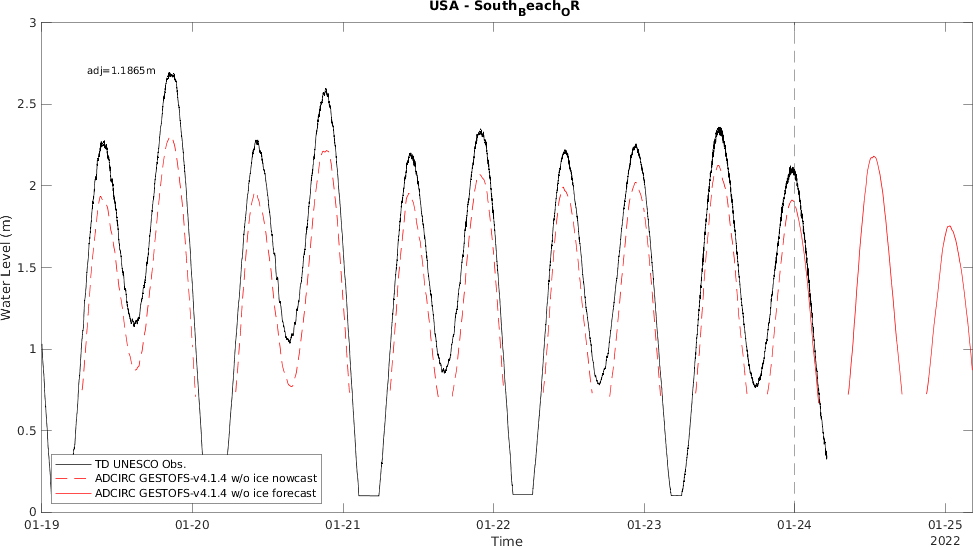 USA - SouthBeachOR
adj=1.1865m
3
2.5
2
1.5
1
0.5
0
Water Level (m)
TD UNESCO Obs.
ADCIRC GESTOFS-v4.1.4 w/o ice nowcast
ADCIRC GESTOFS-v4.1.4 w/o ice forecast
01-19 01-20 01-21 01-22 01-23 01-24 01-25
Time 2022